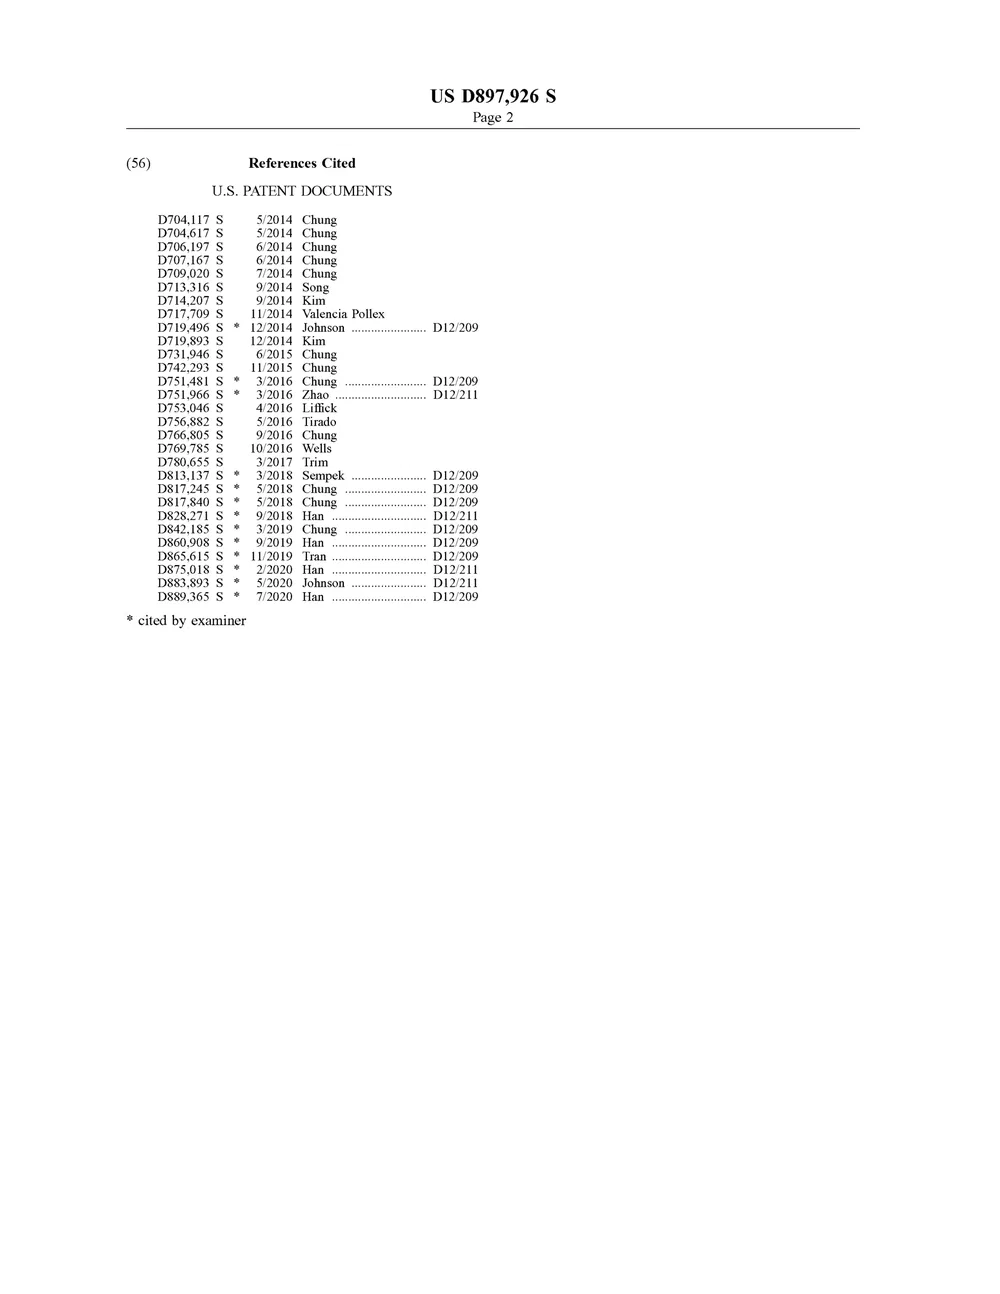 US D897,926 S
Page 2
(56) References Cited
U.S. PATENT DOCUMENTS
D704,117 S 5/2014 Chung
D704,617 S 5/2014 Chung
D706,197 S 6/2014 Chung
D707,167 S 6/2014 Chung
D709,020 S 7/2014 Chung
D713,316 S 9/2014 Song
D714,207 S 9/2014 Kim
D717,709 S 11/2014 Valencia Pollex
D719,496 S * 12/2014 Johnson ....................... D12/209
D719,893 S 12/2014 Kim
D731,946 S 6/2015 Chung
D742,293 S 11/2015 Chung
D751,481 S * 3/2016 Chung ......................... D12/209
D751,966 S * 3/2016 Zhao ............................ D12/211
D753,046 S 4/2016 Liffick
D756,882 S 5/2016 Tirado
D766,805 S 9/2016 Chung
D769,785 S 10/2016 Wells
D780,655 S 3/2017 Trim
D813,137 S * 3/2018 Sempek ....................... D12/209
D817,245 S * 5/2018 Chung ......................... D12/209
D817,840 S * 5/2018 Chung ......................... D12/209
D828,271 S * 9/2018 Han ............................. D12/211
D842,185 S * 3/2019 Chung ......................... D12/209
D860,908 S * 9/2019 Han ............................. D12/209
D865,615 S * 11/2019 Tran ............................. D12/209
D875,018 S * 2/2020 Han ............................. D12/211
D883,893 S * 5/2020 Johnson ....................... D12/211
D889,365 S * 7/2020 Han ............................. D12/209
* cited by examiner